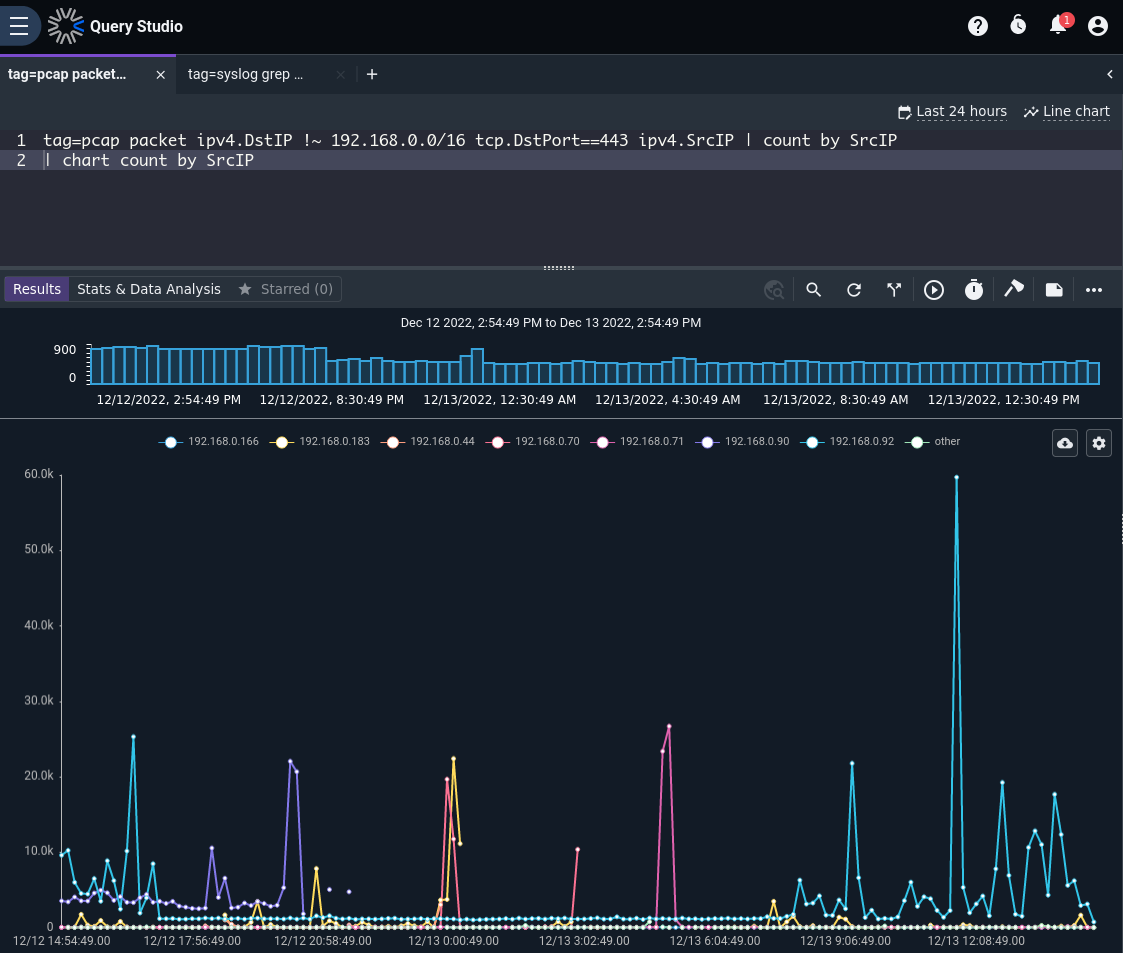 Query Studio
1
tag=pcap packet…
tag=syslog grep …
Last 24 hours
Line chart
1 tag=pcap packet ipv4.DstIP !~ 192.168.0.0/16 tcp.DstPort==443 ipv4.SrcIP | count by SrcIP
2 | chart count by SrcIP
Results
Stats & Data Analysis
Starred (0)
Dec 12 2022, 2:54:49 PM to Dec 13 2022, 2:54:49 PM
900
0
12/12/2022, 2:54:49 PM 12/12/2022, 8:30:49 PM 12/13/2022, 12:30:49 AM 12/13/2022, 4:30:49 AM 12/13/2022, 8:30:49 AM 12/13/2022, 12:30:49 PM
192.168.0.166 192.168.0.183 192.168.0.44 192.168.0.70 192.168.0.71 192.168.0.90 192.168.0.92 other
60.0k
50.0k
40.0k
30.0k
20.0k
10.0k
0
12/12 14:54:49.00 12/12 17:56:49.00 12/12 20:58:49.00 12/13 0:00:49.00 12/13 3:02:49.00 12/13 6:04:49.00 12/13 9:06:49.00 12/13 12:08:49.00